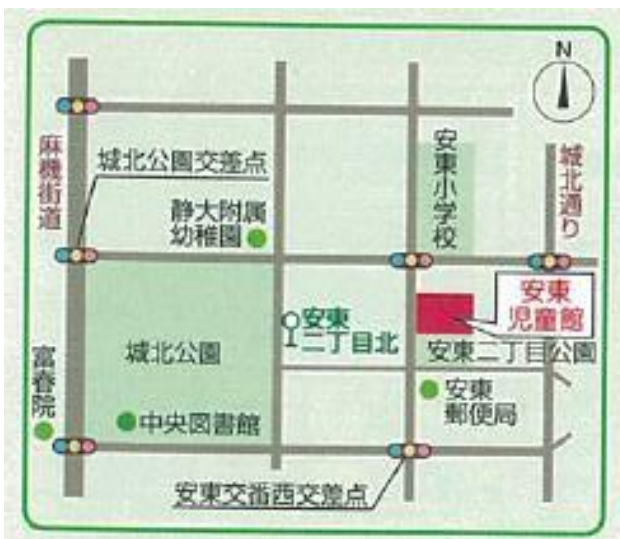 N
麻機街道
城北公園交差点
安東小学校
城北通り
静大附属
幼稚園
安東
児童館
安東
二丁目北
城北公園
安東二丁目公園
富春院
安東
郵便局
中央図書館
安東交番西交差点